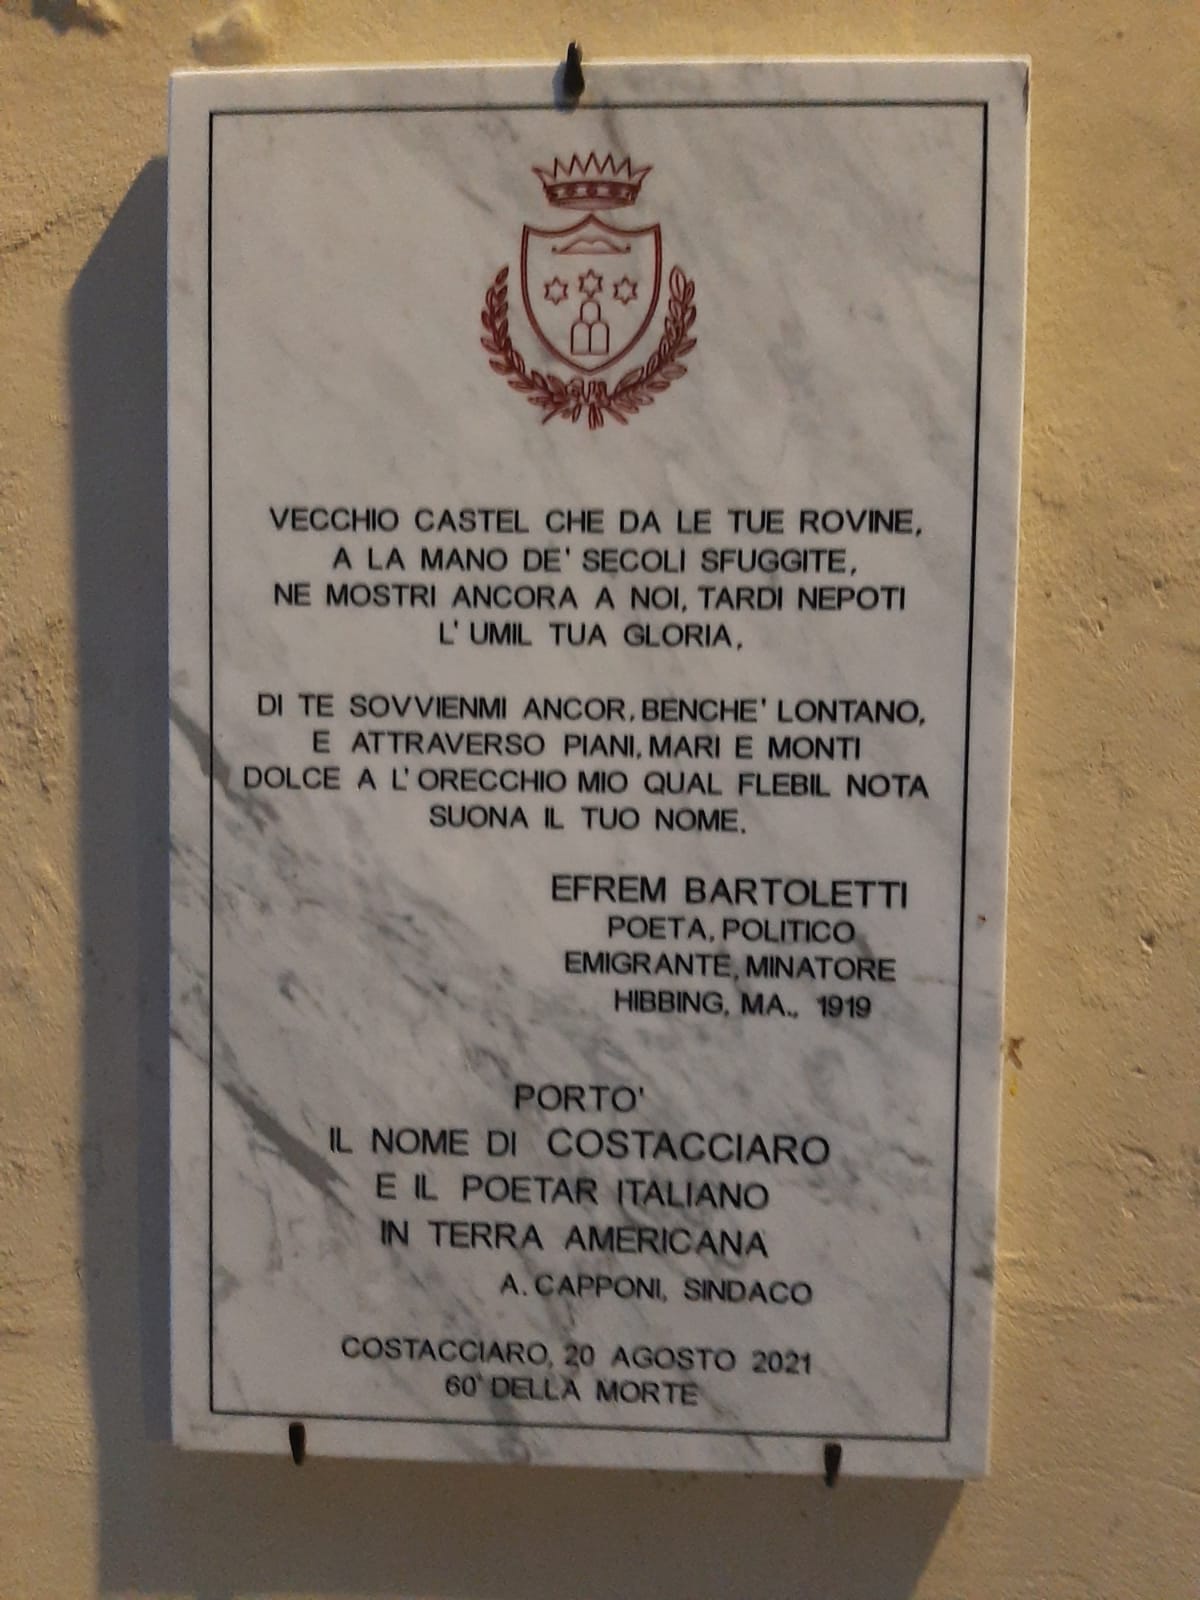 VECCHIO CASTEL CHE DA LE TUE ROVINE,
A LA MANO DE' SECOLI SFUGGITE,
NE MOSTRI ANCORA A NOI, TARDI NEPOTI
L'UMIL TUA GLORIA,
DI TE SOVVIENMI ANCOR, BENCHE' LONTANO,
E ATTRAVERSO PIANI, MARI E MONTI
DOLCE A L'ORECCHIO MIO QUAL FLEBIL NOTA
SUONA IL TUO NOME.
EFREM BARTOLETTI
POETA, POLITICO
EMIGRANTE, MINATORE
HIBBING, MA., 1919
PORTO'
IL NOME DI COSTACCIARO
E IL POETAR ITALIANO
IN TERRA AMERICANA
A. CAPPONI, SINDACO
COSTACCIARO, 20 AGOSTO 2021
60° DELLA MORTE